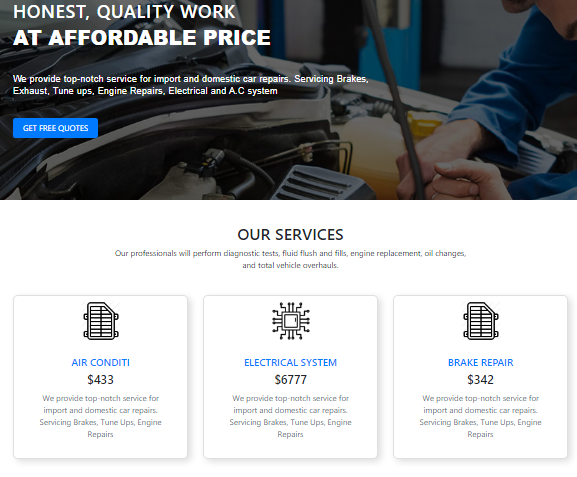 HONEST, QUALITY WORK
AT AFFORDABLE PRICE
We provide top-notch service for import and domestic car repairs. Servicing Brakes,
Exhaust, Tune ups, Engine Repairs, Electrical and A.C system
GET FREE QUOTES
OUR SERVICES
Our professionals will perform diagnostic tests, fluid flush and fills, engine replacement, oil changes,
and total vehicle overhauls.
AIR CONDITI
$433
We provide top-notch service for
import and domestic car repairs.
Servicing Brakes, Tune Ups, Engine
Repairs
ELECTRICAL SYSTEM
$6777
We provide top-notch service for
import and domestic car repairs.
Servicing Brakes, Tune Ups, Engine
Repairs
BRAKE REPAIR
$342
We provide top-notch service for
import and domestic car repairs.
Servicing Brakes, Tune Ups, Engine
Repairs